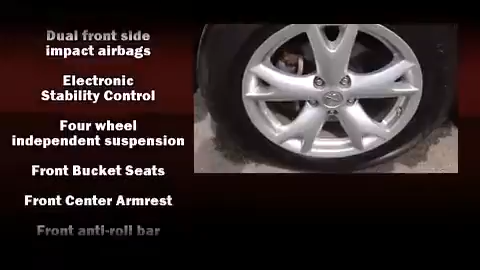 Dual front side
impact airbags
Electronic
Stability Control
Four wheel
independent suspension
Front Bucket Seats
Front Center Armrest
Front anti-roll bar